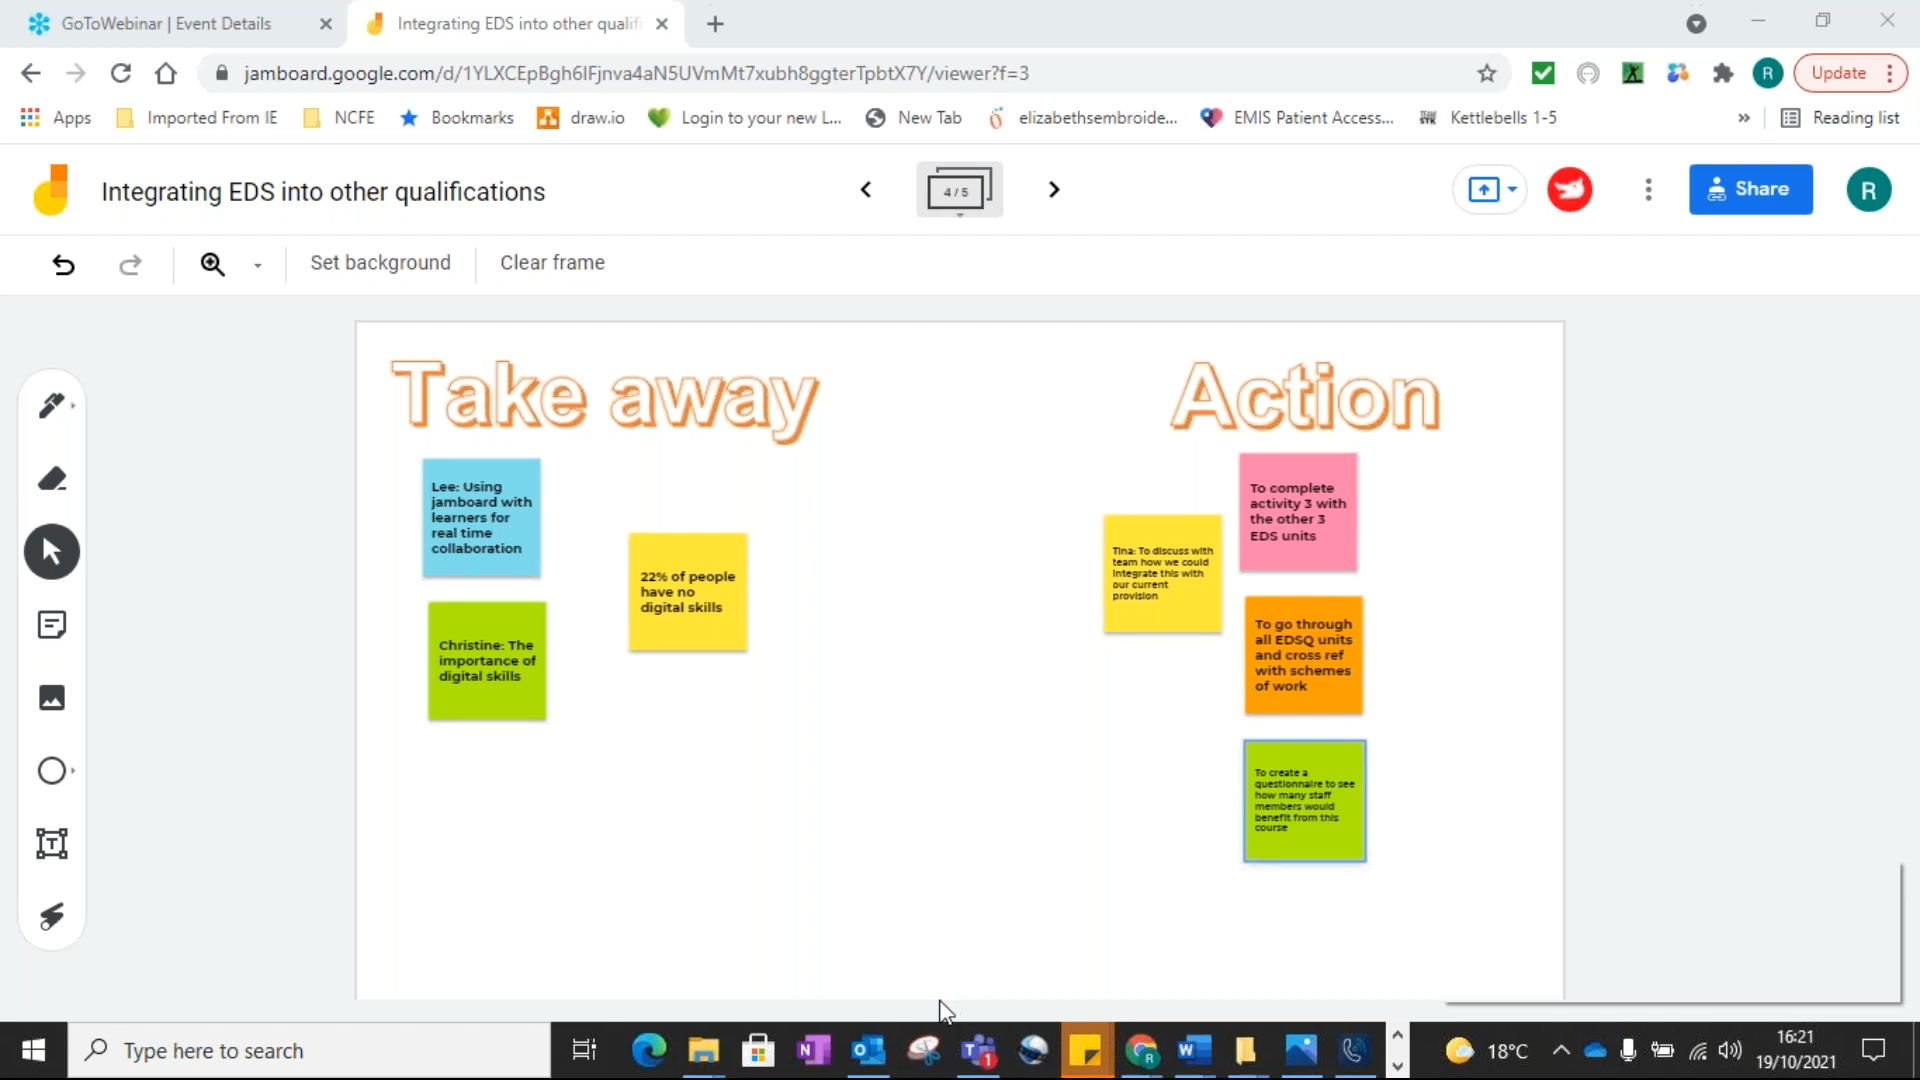 GoToWebinar | Event Details
Integrating EDS into other qualifi
jamboard.google.com/d/1YLXCEpBgh6IFjnva4aN5UVmMt7xubh8ggterTpbtX7Y/viewer?f=3
R
Update
Apps
Imported From IE
NCFE
Bookmarks
draw.io
Login to your new L...
New Tab
elizabethsembroide...
EMIS Patient Access...
Kettlebells 1-5
»
Reading list
Integrating EDS into other qualifications
4 / 5
Share
R
Set background
Clear frame
Take away
Action
Lee: Using
jamboard with
learners for
real time
collaboration
22% of people
have no
digital skills
Christine: The
importance of
digital skills
Tina: To discuss with
team how we could
integrate this with
our current
provision
To complete
activity 3 with
the other 3
EDS units
To go through
all EDSQ units
and cross ref
with schemes
of work
To create a
questionnaire to see
how many staff
members would
benefit from this
course
Type here to search
18°C
16:21
19/10/2021